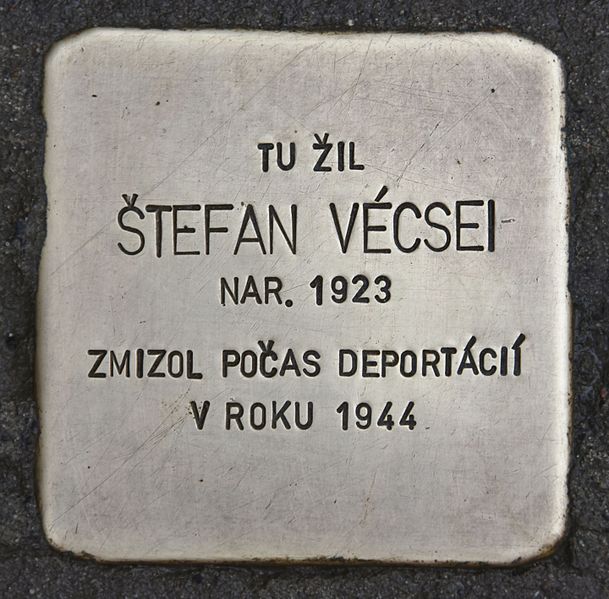 TU ŽIL
ŠTEFAN VÉCSEI
NAR. 1923
ZMIZOL POČAS DEPORTÁCIÍ
V ROKU 1944